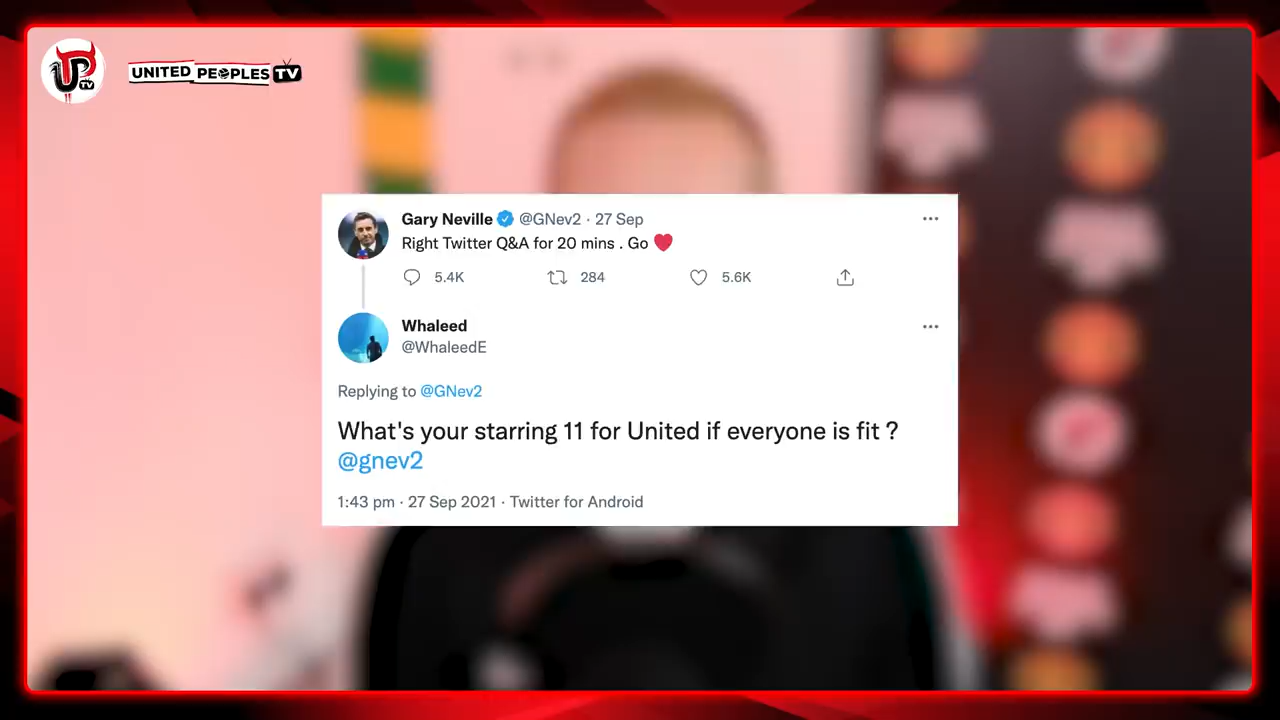 UP TV
UNITED PEOPLES TV
Gary Neville @GNev2 · 27 Sep
Right Twitter Q&A for 20 mins . Go ❤️
5.4K 284 5.6K
Whaleed
@WhaleedE
Replying to @GNev2
What's your starring 11 for United if everyone is fit ?
@gnev2
1:43 pm · 27 Sep 2021 · Twitter for Android